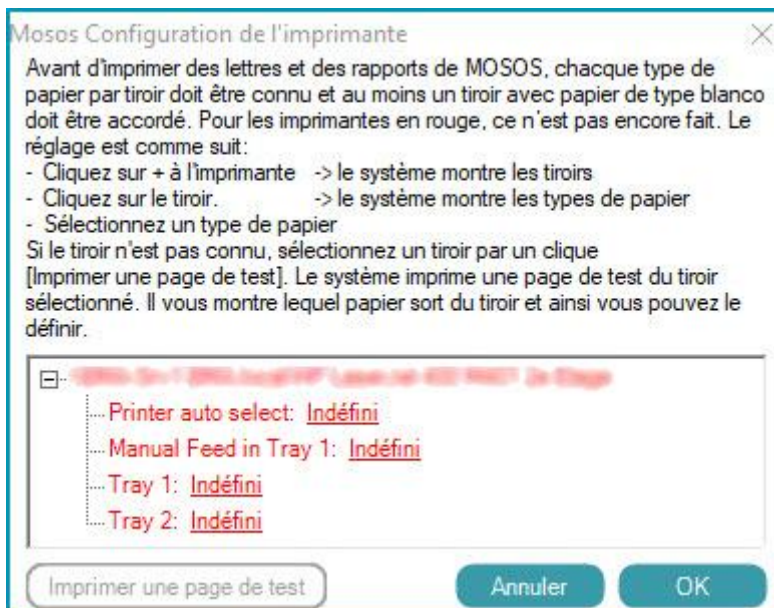 Mosos Configuration de l'imprimante
Avant d'imprimer des lettres et des rapports de MOSOS, chacque type de
papier par tiroir doit être connu et au moins un tiroir avec papier de type blanco
doit être accordé. Pour les imprimantes en rouge, ce n'est pas encore fait. Le
réglage est comme suit:
- Cliquez sur + à l'imprimante -> le système montre les tiroirs
- Cliquez sur le tiroir. -> le système montre les types de papier
- Sélectionnez un type de papier
Si le tiroir n'est pas connu, sélectionnez un tiroir par un clique
[Imprimer une page de test]. Le système imprime une page de test du tiroir
sélectionné. Il vous montre lequel papier sort du tiroir et ainsi vous pouvez le
définir.
Printer auto select: Indéfini
Manual Feed in Tray 1: Indéfini
Tray 1: Indéfini
Tray 2: Indéfini
Imprimer une page de test Annuler OK